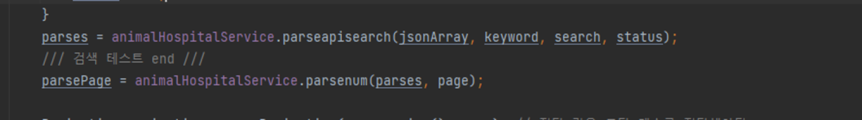 }
parses = animalHospitalService.parseapisearch(jsonArray, keyword, search, status);
/// 검색 테스트 end ///
parsePage = animalHospitalService.parsenum(parses, page);